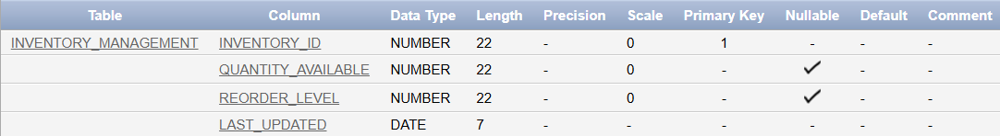 Table Column Data Type Length Precision Scale Primary Key Nullable Default Comment
INVENTORY_MANAGEMENT INVENTORY_ID NUMBER 22 - 0 1 - - -
QUANTITY_AVAILABLE NUMBER 22 - 0 - ✓ - -
REORDER_LEVEL NUMBER 22 - 0 - ✓ - -
LAST_UPDATED DATE 7 - - - - - -